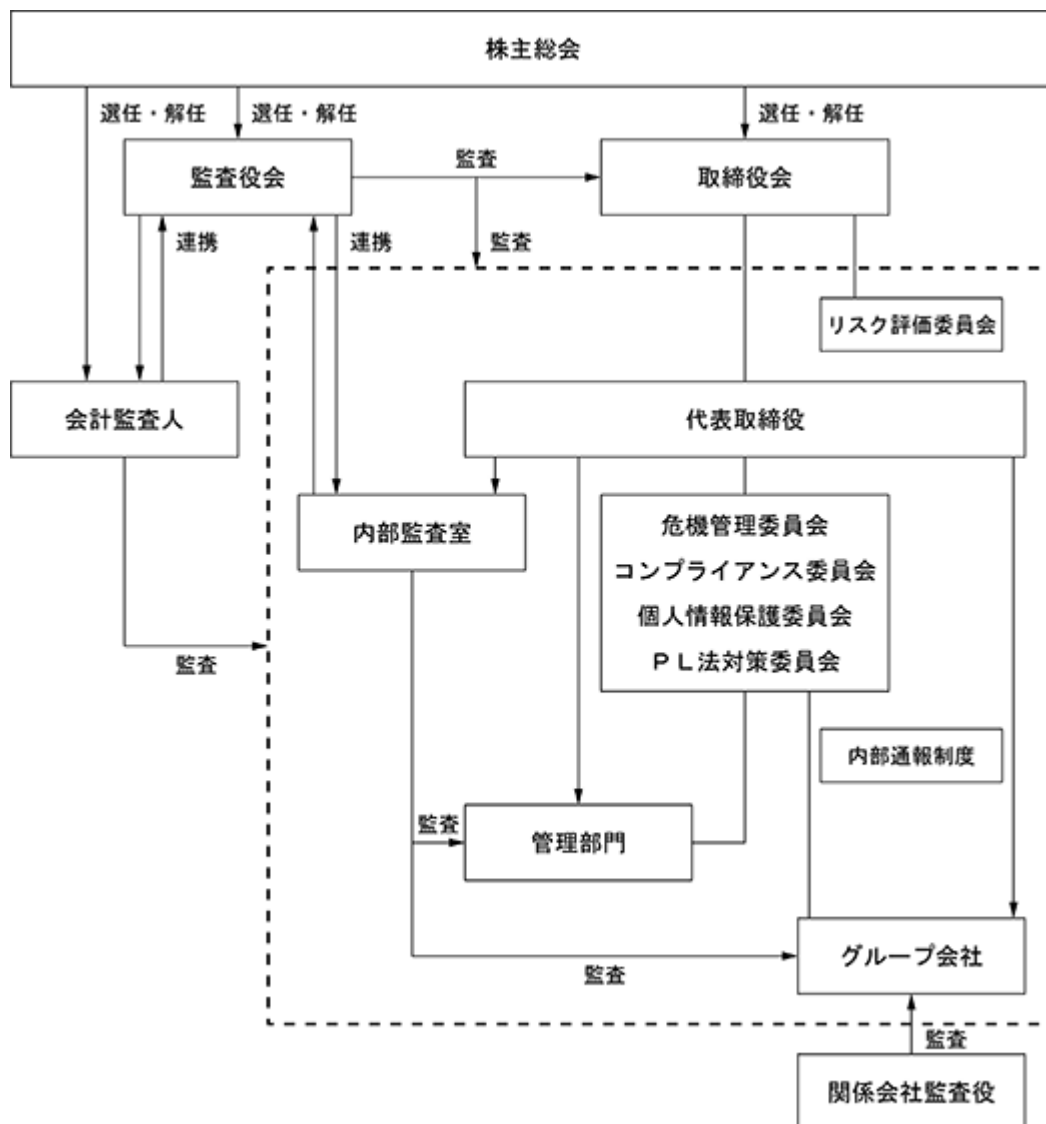 株主総会
選任・解任
選任・解任
選任・解任
監査役会
監査
取締役会
連携
連携
監査
リスク評価委員会
会計監査人
代表取締役
内部監査室
危機管理委員会
コンプライアンス委員会
個人情報保護委員会
ＰＬ法対策委員会
監査
内部通報制度
監査
管理部門
グループ会社
監査
監査
関係会社監査役